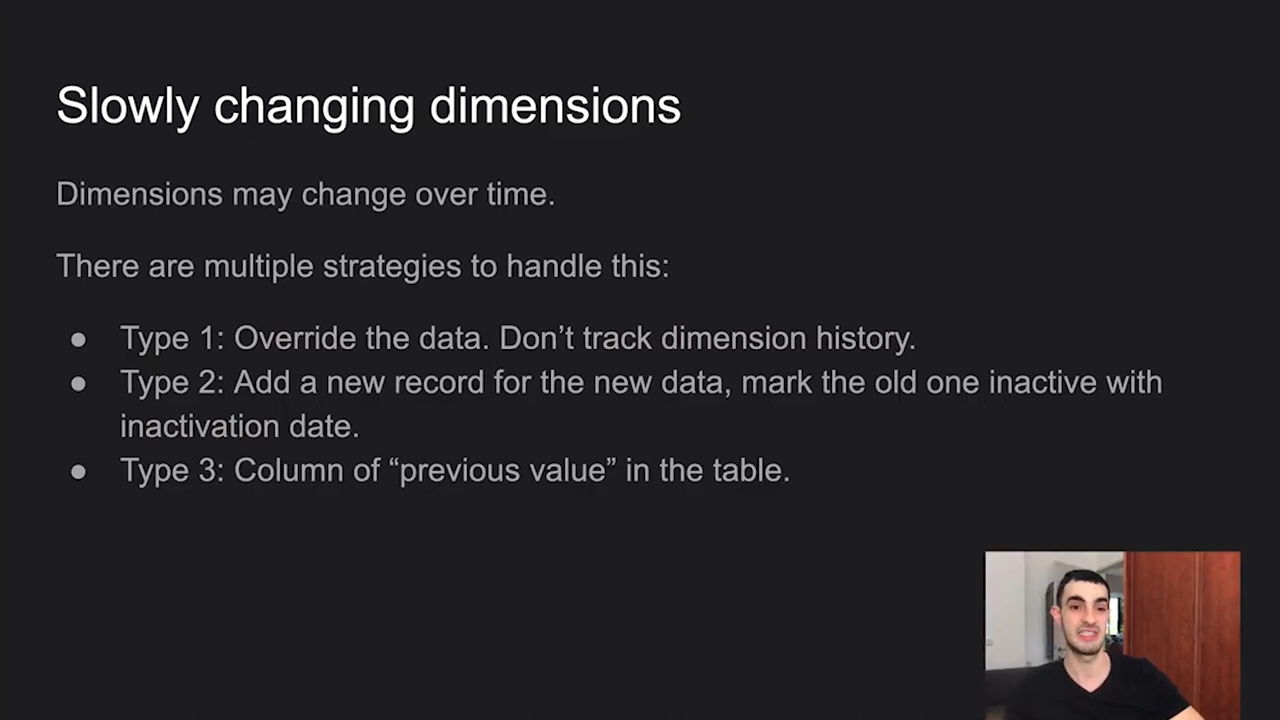 Slowly changing dimensions
Dimensions may change over time.
There are multiple strategies to handle this:
● Type 1: Override the data. Don’t track dimension history.
● Type 2: Add a new record for the new data, mark the old one inactive with
inactivation date.
● Type 3: Column of “previous value” in the table.